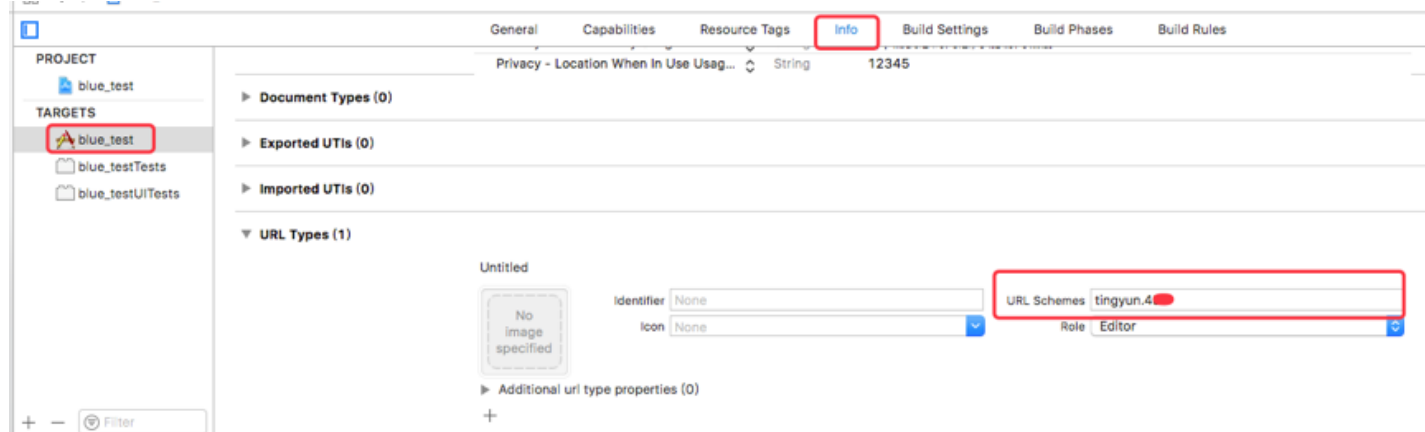 General Capabilities Resource Tags Info Build Settings Build Phases Build Rules
PROJECT
blue_test
TARGETS
blue_test
blue_testTests
blue_testUITests
Filter
Privacy - Location When In Use Usag... String 12345
Document Types (0)
Exported UTIs (0)
Imported UTIs (0)
URL Types (1)
Untitled
No
image
specified
Identifier None
URL Schemes tingyun.4
Icon None
Role Editor
Additional url type properties (0)